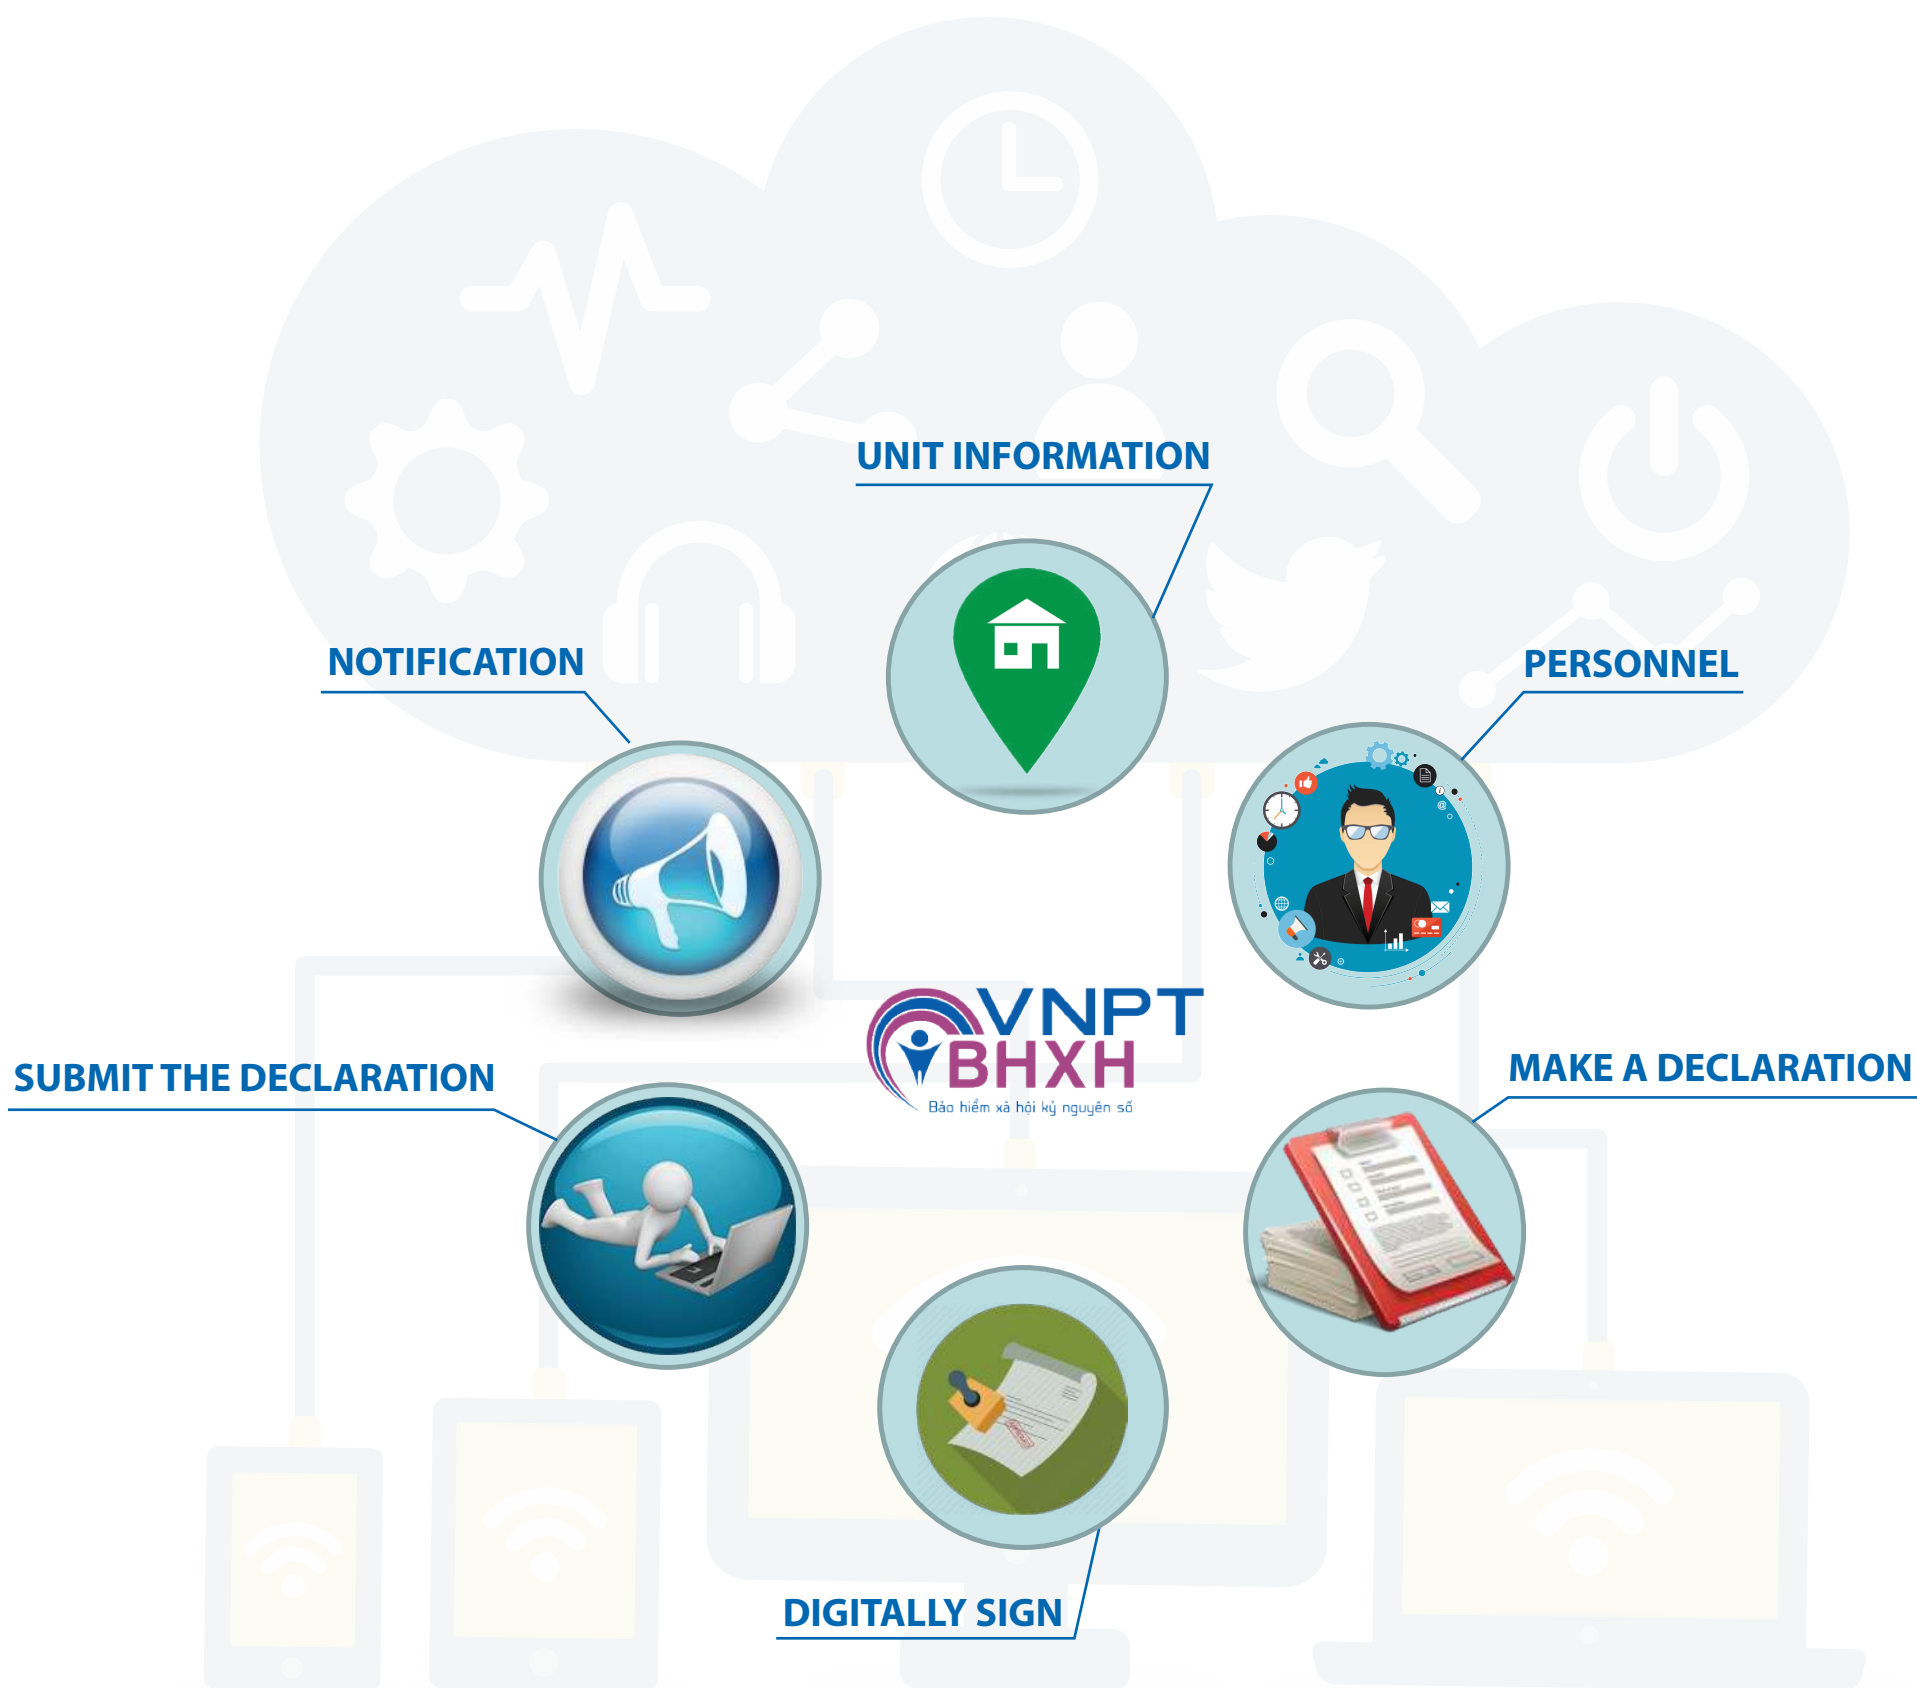 UNIT INFORMATION
NOTIFICATION
PERSONNEL
VNPT
BHXH
Bảo hiểm xã hội kỷ nguyên số
SUBMIT THE DECLARATION
MAKE A DECLARATION
DIGITALLY SIGN